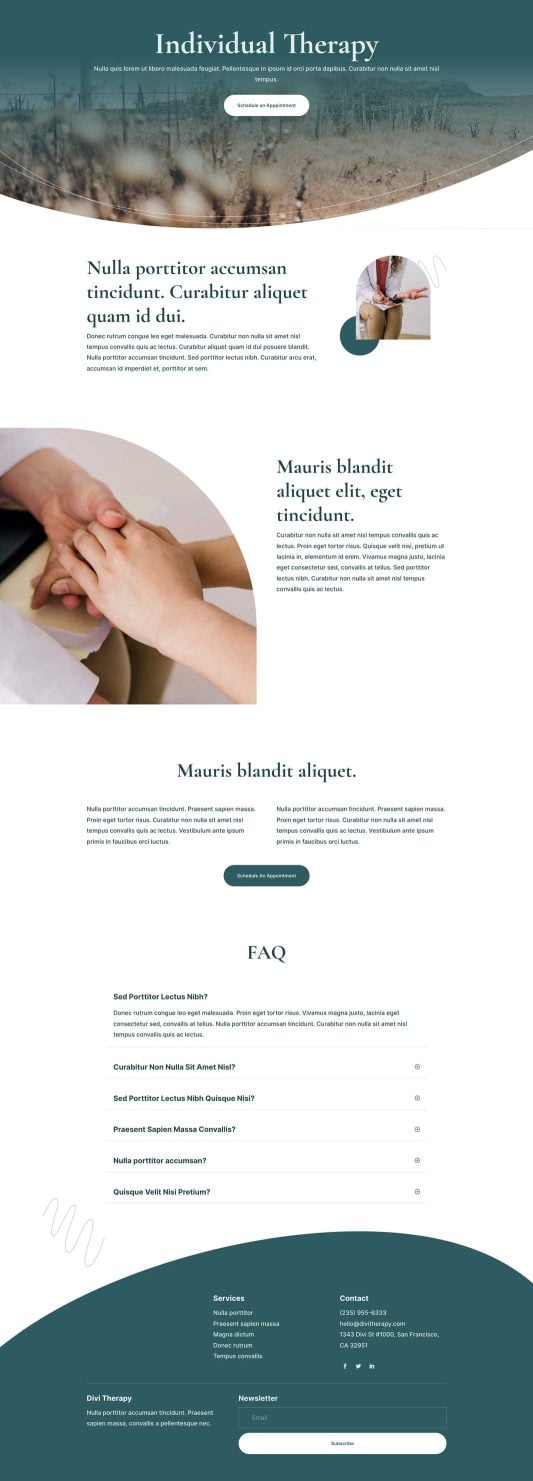 Individual Therapy
Nulla quis lorem ut libero malesuada feugiat. Pellentesque in ipsum id orci porta dapibus. Curabitur non nulla sit amet nisl
tempus.
Schedule an Apppintment
Nulla porttitor accumsan
tincidunt. Curabitur aliquet
quam id dui.
Donec rutrum congue leo eget malesuada. Curabitur non nulla sit amet nisl
tempus convallis quis ac lectus. Curabitur aliquet quam id dui posuere blandit.
Nulla porttitor accumsan tincidunt. Sed porttitor lectus nibh. Curabitur arcu erat,
accumsan id imperdiet et, porttitor at sem.
Mauris blandit
aliquet elit, eget
tincidunt.
Curabitur non nulla sit amet nisl tempus convallis quis ac
lectus. Proin eget tortor risus. Quisque velit nisi, pretium ut
lacinia in, elementum id enim. Vivamus magna justo, lacinia
eget consectetur sed, convallis at tellus. Sed porttitor
lectus nibh. Curabitur non nulla sit amet nisl tempus
convallis quis ac lectus.
Mauris blandit aliquet.
Nulla porttitor accumsan tincidunt. Praesent sapien massa.
Proin eget tortor risus. Curabitur non nulla sit amet nisl
tempus convallis quis ac lectus. Vestibulum ante ipsum
primis in faucibus orci luctus.
Nulla porttitor accumsan tincidunt. Praesent sapien massa.
Proin eget tortor risus. Curabitur non nulla sit amet nisl
tempus convallis quis ac lectus. Vestibulum ante ipsum
primis in faucibus orci luctus.
Schedule An Appointment
FAQ
Sed Porttitor Lectus Nibh?
Donec rutrum congue leo eget malesuada. Proin eget tortor risus. Vivamus magna justo, lacinia eget
consectetur sed, convallis at tellus. Nulla porttitor accumsan tincidunt. Curabitur non nulla sit amet nisl
tempus convallis quis ac lectus.
Curabitur Non Nulla Sit Amet Nisl?
Sed Porttitor Lectus Nibh Quisque Nisi?
Praesent Sapien Massa Convallis?
Nulla porttitor accumsan?
Quisque Velit Nisi Pretium?
Services
Nulla porttitor
Praesent sapien massa
Magna dictum
Donec rutrum
Tempus convallis
Contact
(235) 955-6333
hello@divitherapy.com
1343 Divi St #1000, San Francisco,
CA 32951
Divi Therapy
Nulla porttitor accumsan tincidunt. Praesent
sapien massa, convallis a pellentesque nec.
Newsletter
Email
Subscribe